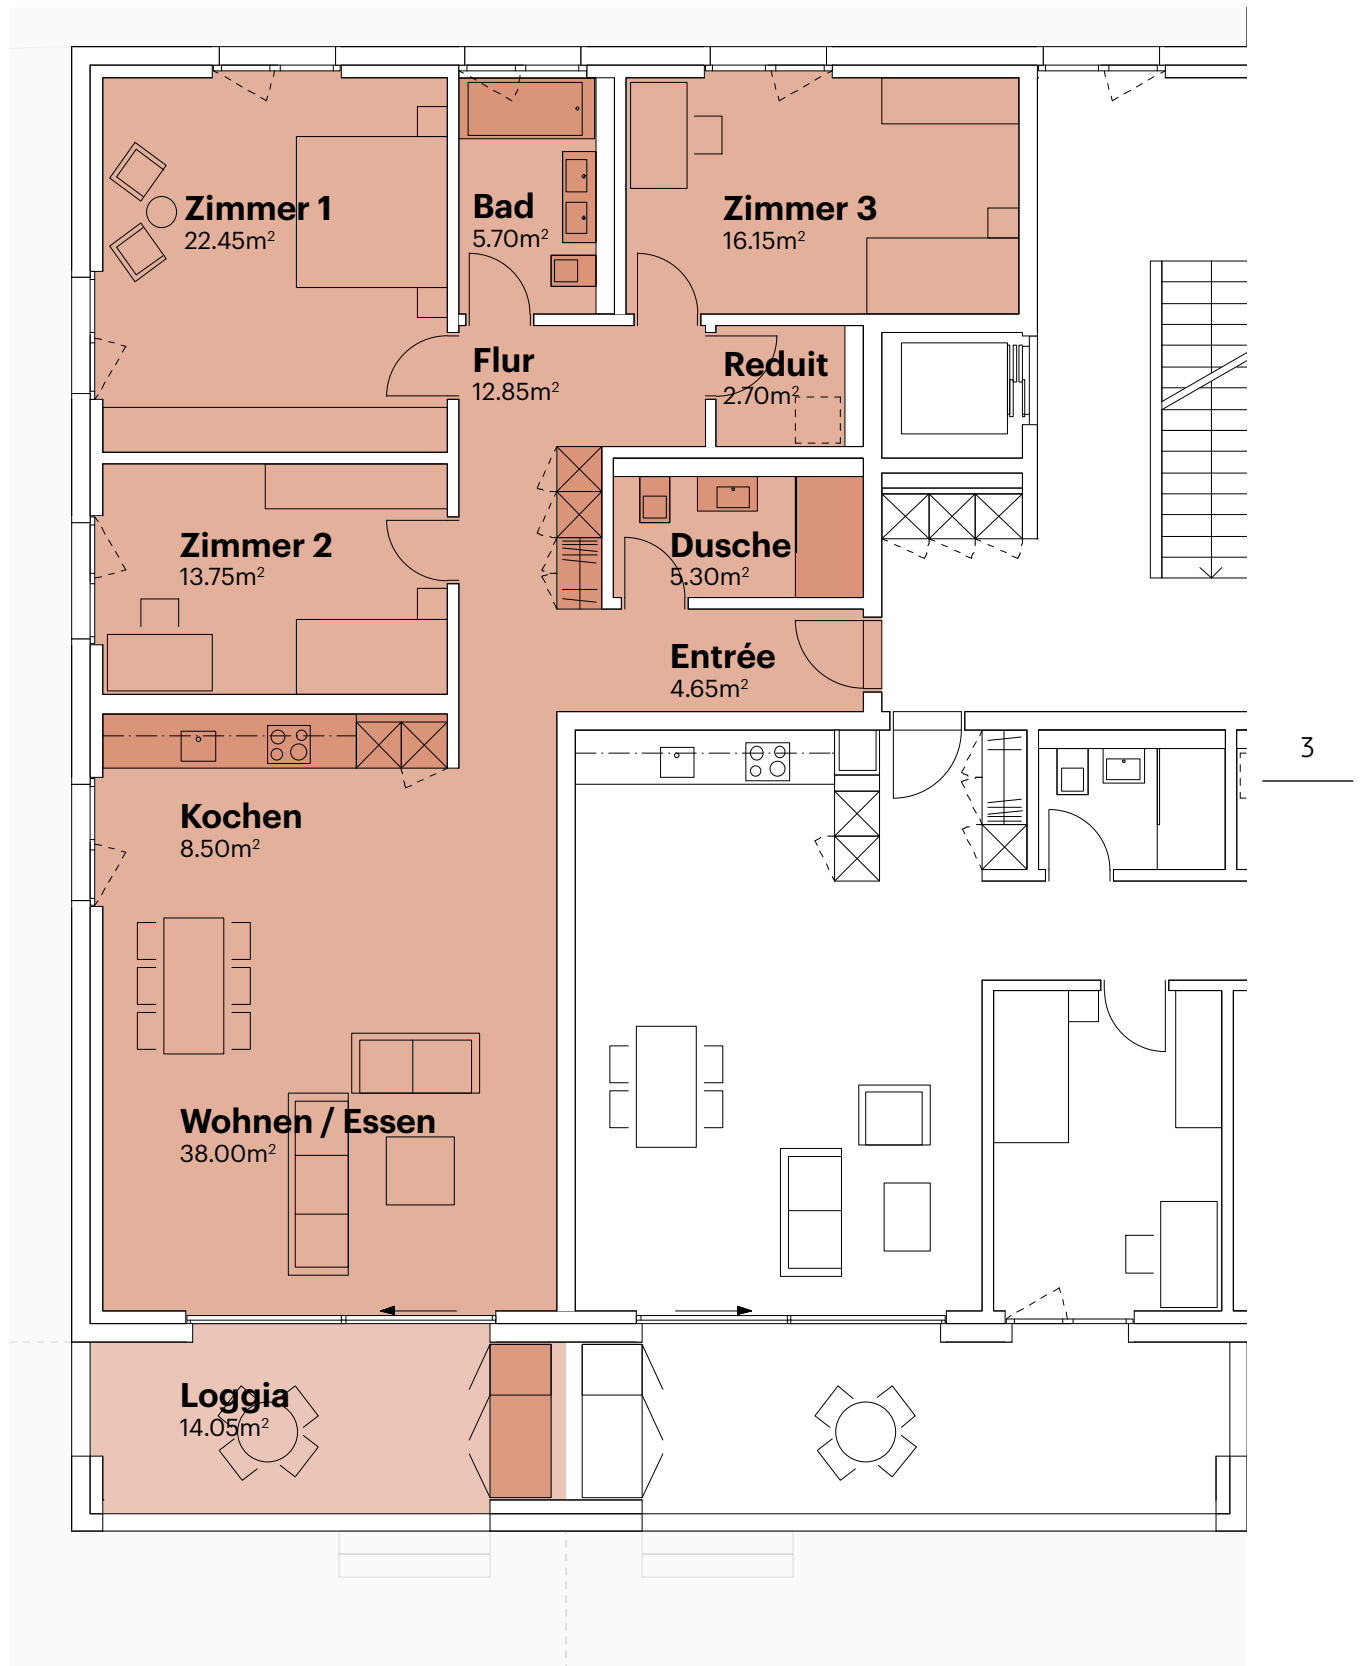 Zimmer 1
22.45m²
Bad
5.70m²
Zimmer 3
16.15m²
Flur
12.85m²
Reduit
2.70m²
Zimmer 2
13.75m²
Dusche
5.30m²
Entrée
4.65m²
3
Kochen
8.50m²
Wohnen / Essen
38.00m²
Loggia
14.05m²